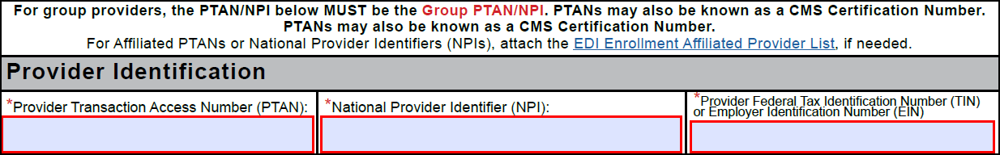 For group providers, the PTAN/NPI below MUST be the Group PTAN/NPI. PTANs may also be known as a CMS Certification Number.
PTANs may also be known as a CMS Certification Number.
For Affiliated PTANs or National Provider Identifiers (NPIs), attach the EDI Enrollment Affiliated Provider List, if needed.
Provider Identification
*Provider Transaction Access Number (PTAN):
*National Provider Identifier (NPI):
*Provider Federal Tax Identification Number (TIN)
or Employer Identification Number (EIN)